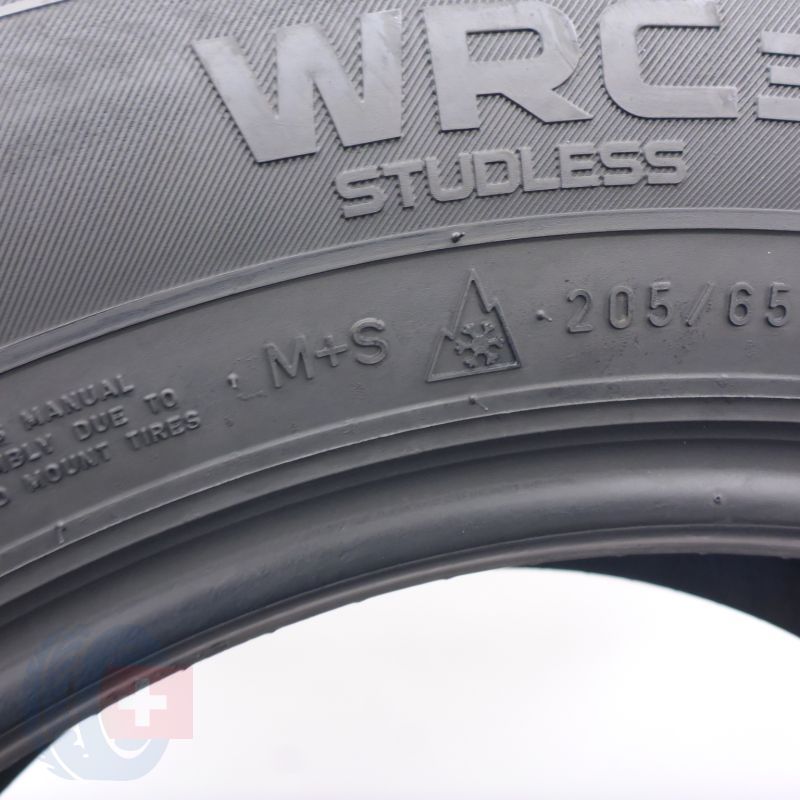 WRC
STUDLESS
M+S
205/65
MANUAL
DUE TO
MOUNT TIRES